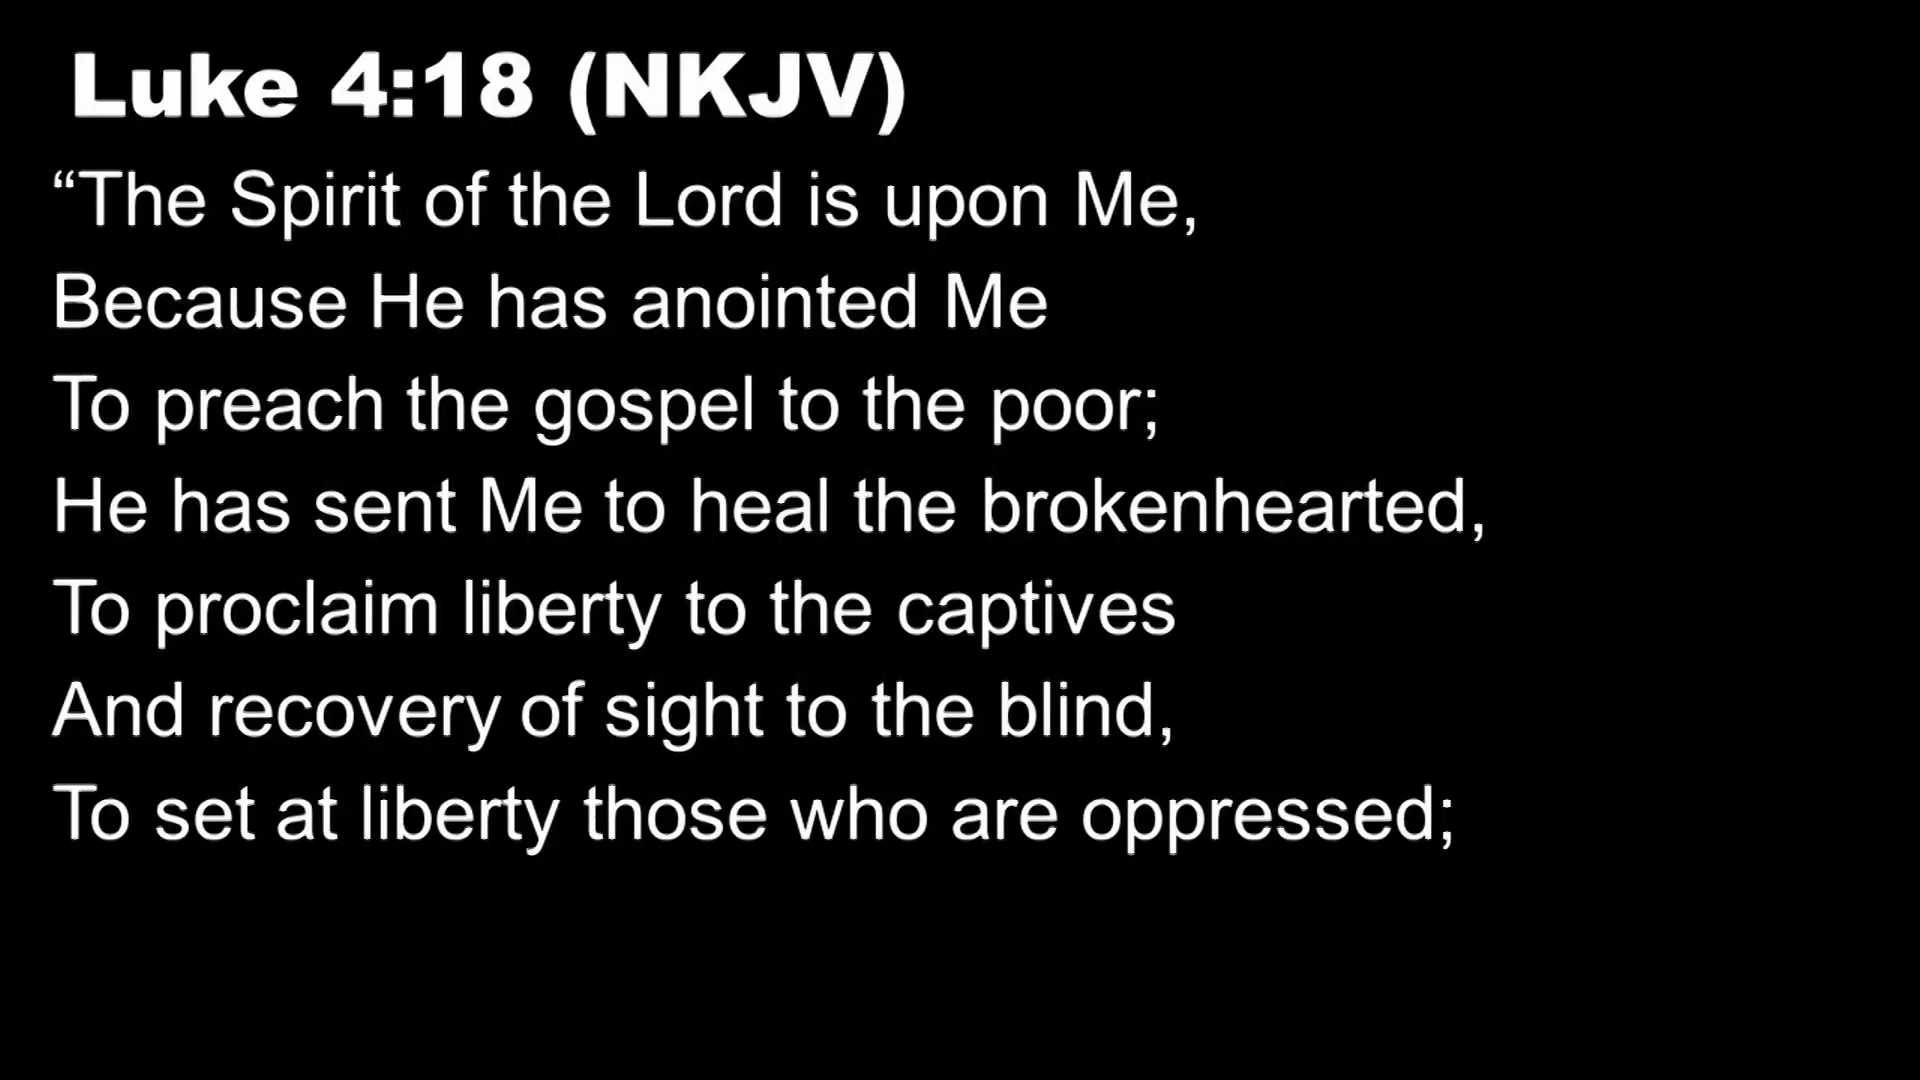 Luke 4:18 (NKJV)
“The Spirit of the Lord is upon Me,
Because He has anointed Me
To preach the gospel to the poor;
He has sent Me to heal the brokenhearted,
To proclaim liberty to the captives
And recovery of sight to the blind,
To set at liberty those who are oppressed;